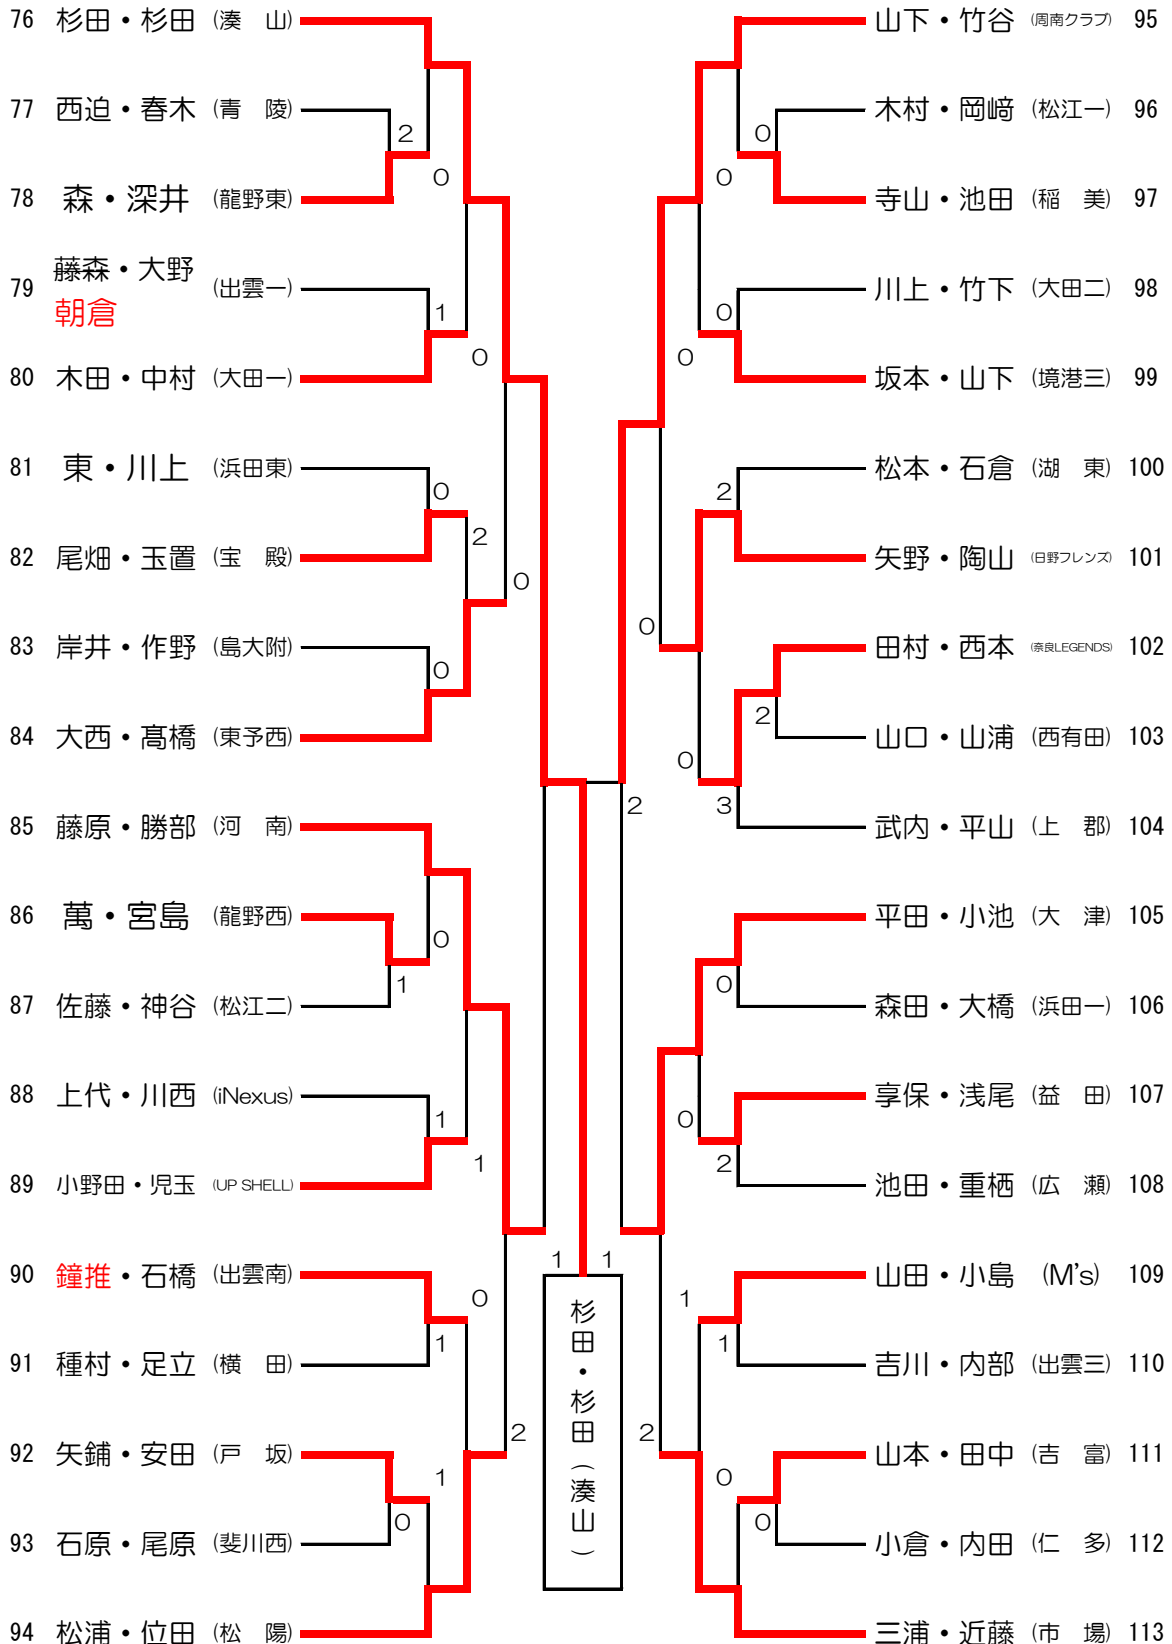 76 杉田・杉田 (湊　山)
77 西迫・春木 (青　陵)
2
0
78 森・深井 (龍野東)
79 藤森・大野 (出雲一)
朝倉
1
0
80 木田・中村 (大田一)
81 東・川上 (浜田東)
0
2
82 尾畑・玉置 (宝　殿)
0
83 岸井・作野 (島大附)
0
84 大西・髙橋 (東予西)
85 藤原・勝部 (河　南)
86 萬・宮島 (龍野西)
0
1
87 佐藤・神谷 (松江二)
88 上代・川西 (iNexus)
1
1
89 小野田・児玉 (UP SHELL)
90 鐘推・石橋 (出雲南)
0
1
91 種村・足立 (横　田)
2
92 矢鋪・安田 (戸　坂)
1
0
93 石原・尾原 (斐川西)
94 松浦・位田 (松　陽)
1 1
杉田・杉田(湊山)
山下・竹谷 (周南クラブ) 95
木村・岡﨑 (松江一) 96
0
0
寺山・池田 (稲　美) 97
川上・竹下 (大田二) 98
0
0
坂本・山下 (境港三) 99
松本・石倉 (湖　東) 100
2
矢野・陶山 (日野フレンズ) 101
0
田村・西本 (奈良LEGENDS) 102
2
山口・山浦 (西有田) 103
0
2
3
武内・平山 (上　郡) 104
平田・小池 (大　津) 105
0
森田・大橋 (浜田一) 106
享保・浅尾 (益　田) 107
0
2
池田・重栖 (広　瀬) 108
山田・小島 (M's) 109
1
1
吉川・内部 (出雲三) 110
2
山本・田中 (吉　富) 111
0
0
小倉・内田 (仁　多) 112
三浦・近藤 (市　場) 113